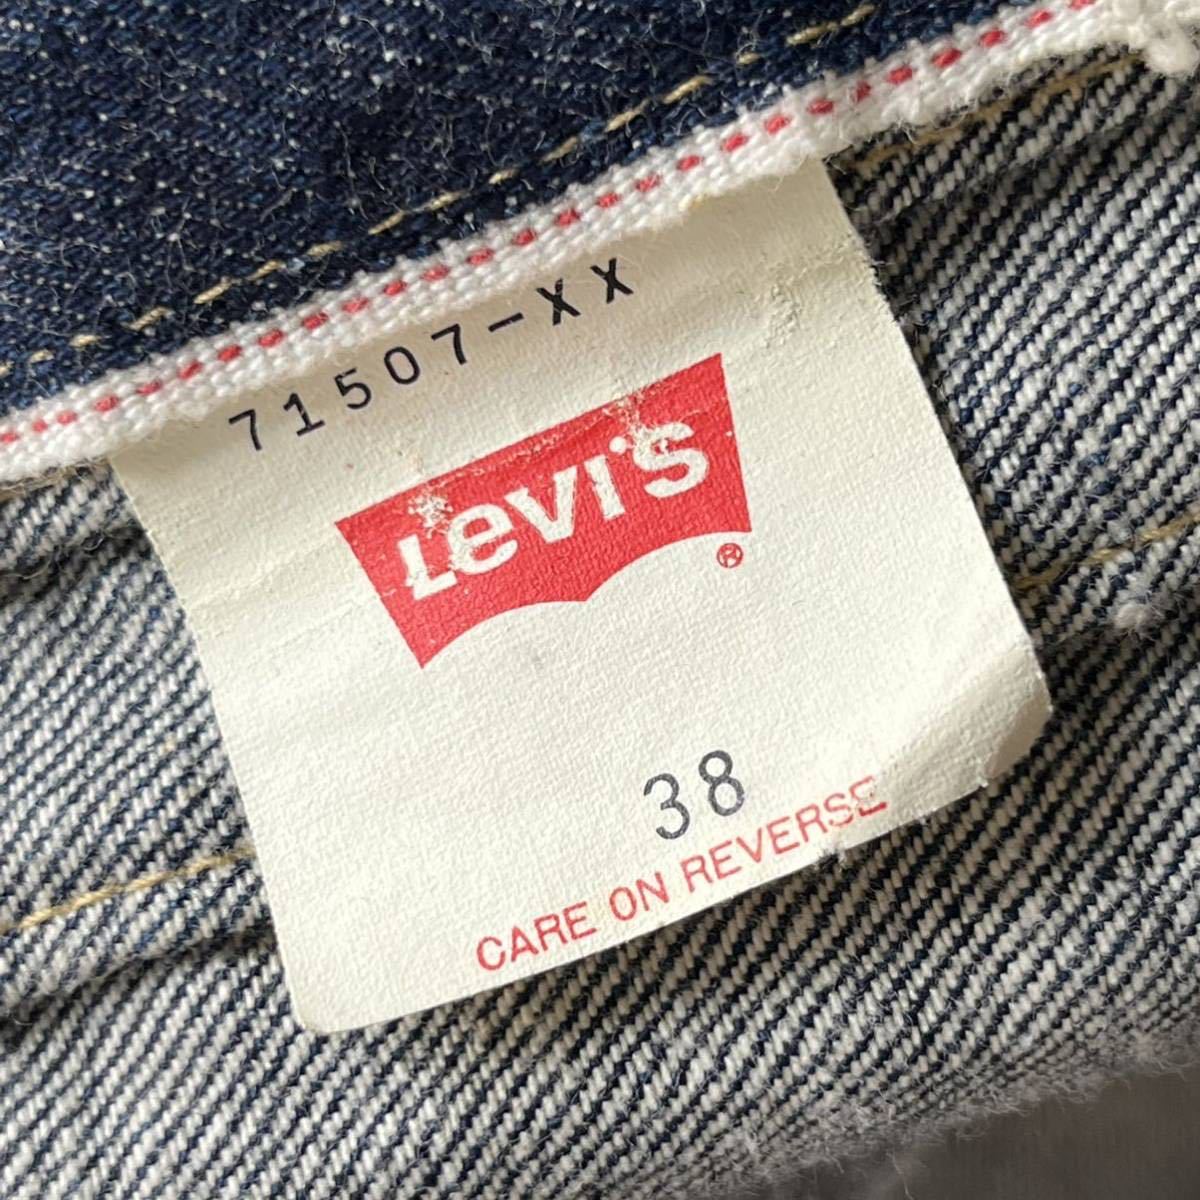 71507-XX
Levi's
®
38
CARE ON REVERSE